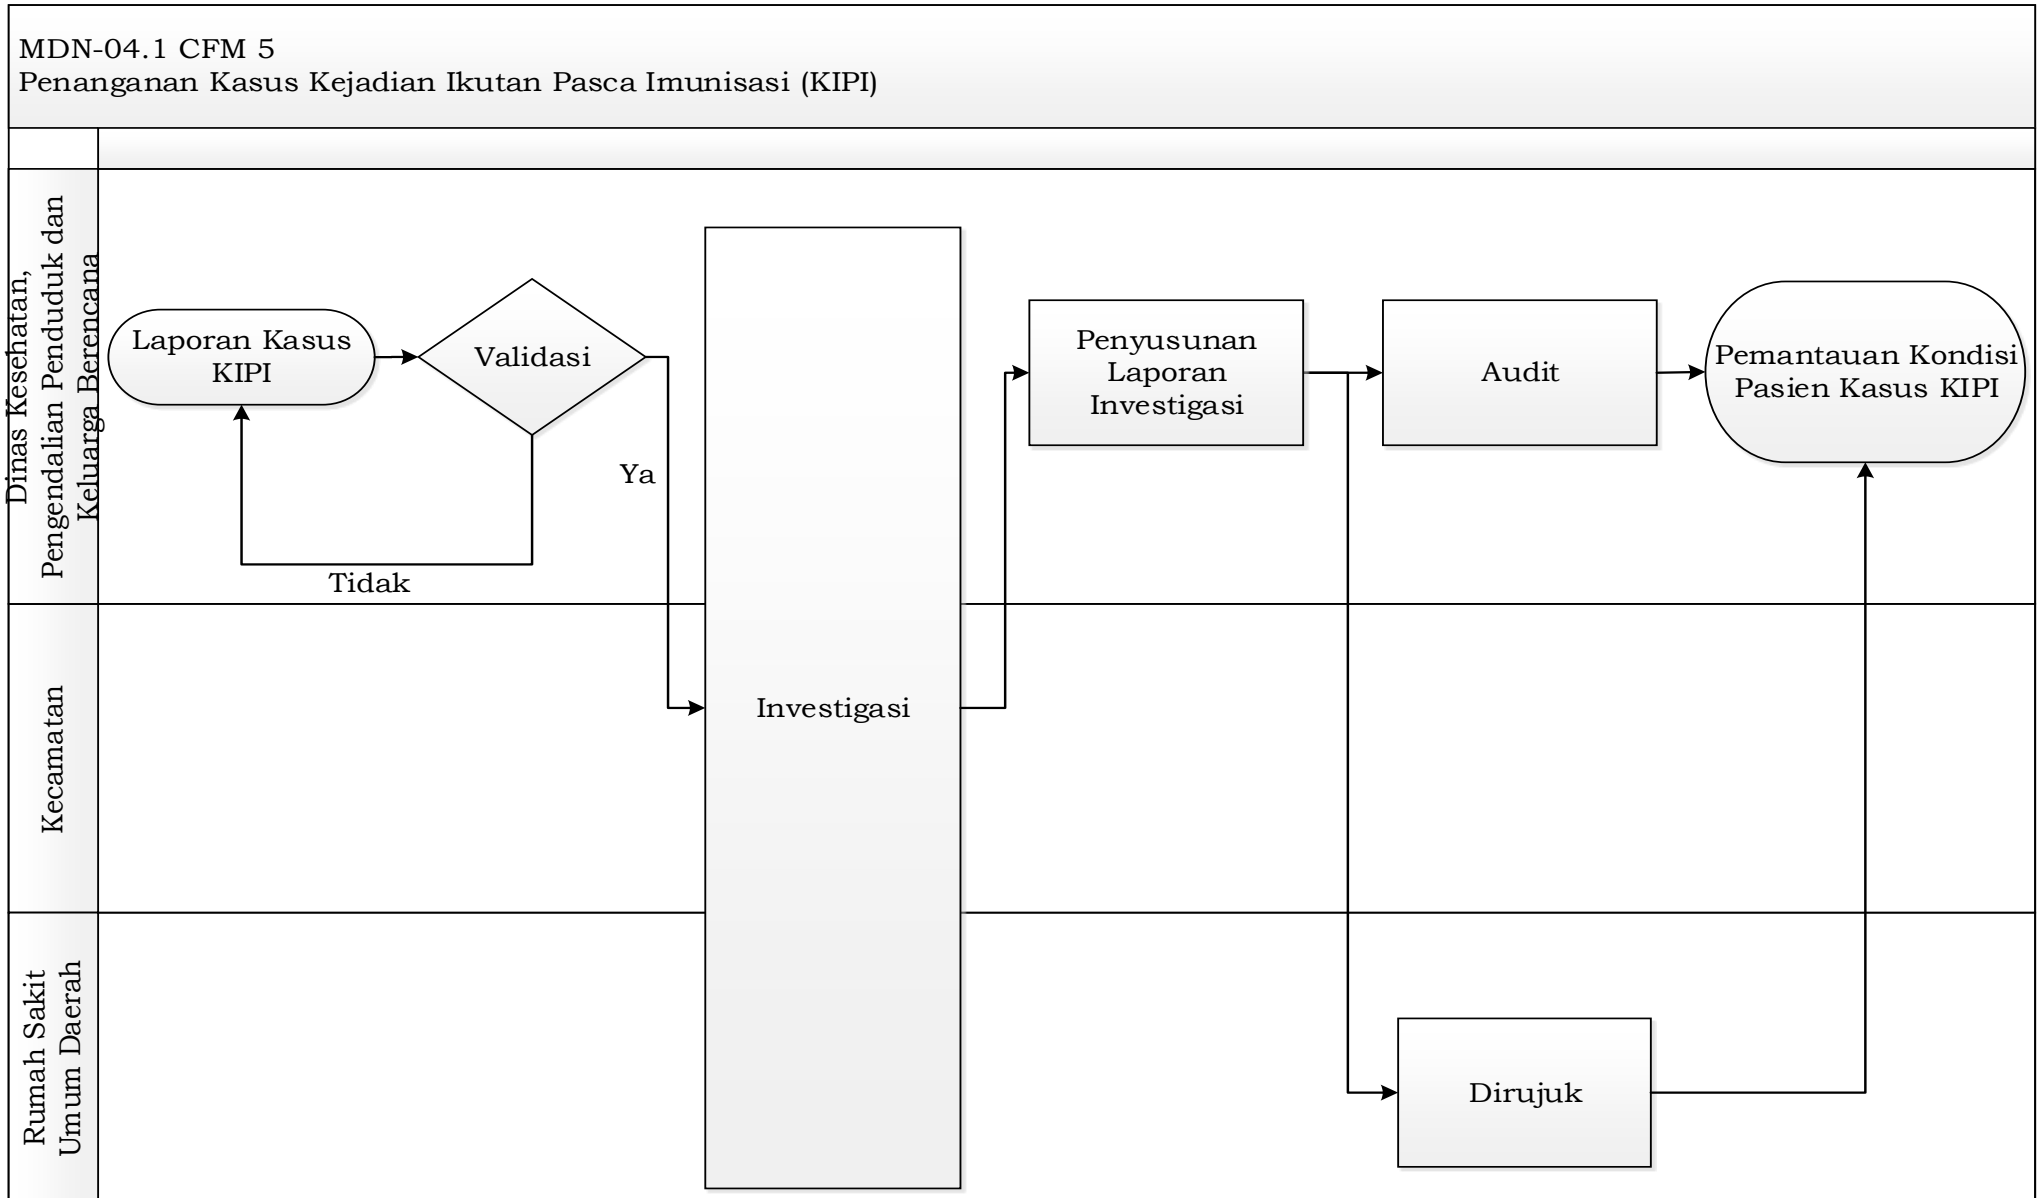 MDN-04.1 CFM 5
Penanganan Kasus Kejadian Ikutan Pasca Imunisasi (KIPI)
Dinas Kesehatan,
Pengendalian Penduduk dan
Keluarga Berencana
Laporan Kasus
KIPI
Validasi
Ya
Tidak
Penyusunan
Laporan
Investigasi
Audit
Pemantauan Kondisi
Pasien Kasus KIPI
Kecamatan
Investigasi
Rumah Sakit
Umum Daerah
Dirujuk